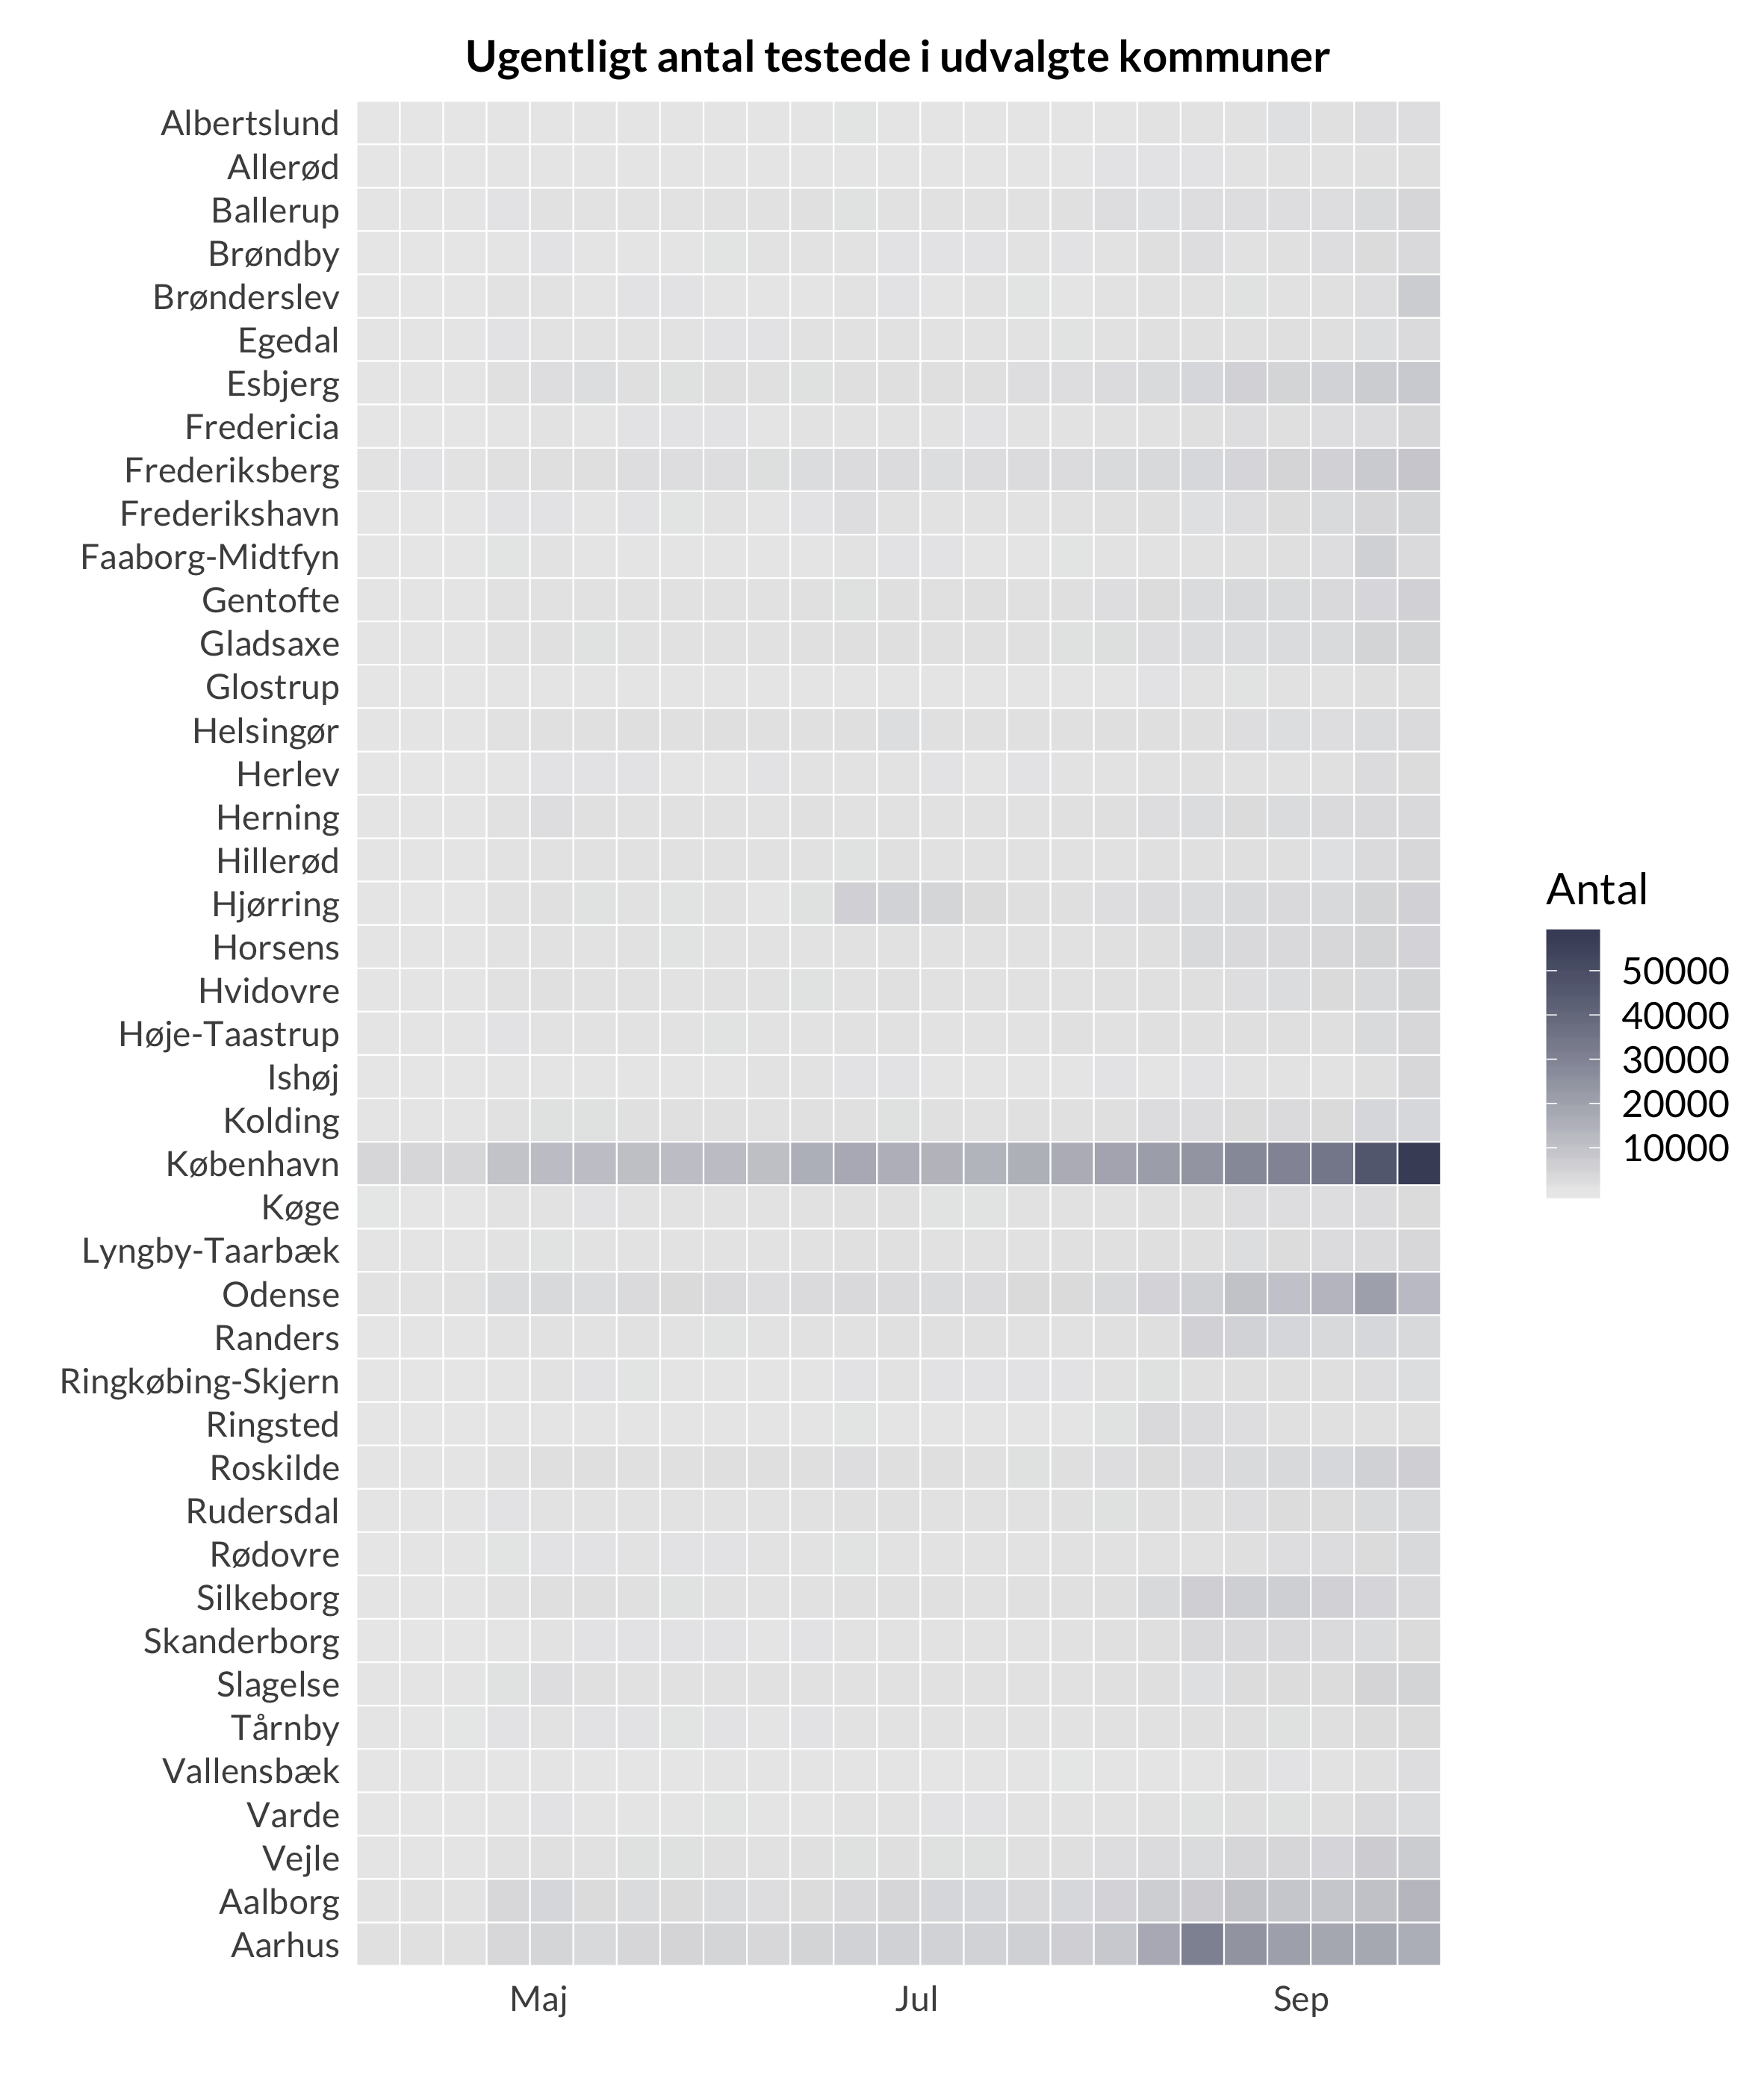 Ugentligt antal testede i udvalgte kommuner
Albertslund
Allerød
Ballerup
Brøndby
Brønderslev
Egedal
Esbjerg
Fredericia
Frederiksberg
Frederikshavn
Faaborg-Midtfyn
Gentofte
Gladsaxe
Glostrup
Helsingør
Herlev
Herning
Hillerød
Hjørring
Horsens
Hvidovre
Høje-Taastrup
Ishøj
Kolding
København
Køge
Lyngby-Taarbæk
Odense
Randers
Ringkøbing-Skjern
Ringsted
Roskilde
Rudersdal
Rødovre
Silkeborg
Skanderborg
Slagelse
Tårnby
Vallensbæk
Varde
Vejle
Aalborg
Aarhus
Maj Jul Sep
Antal
50000
40000
30000
20000
10000